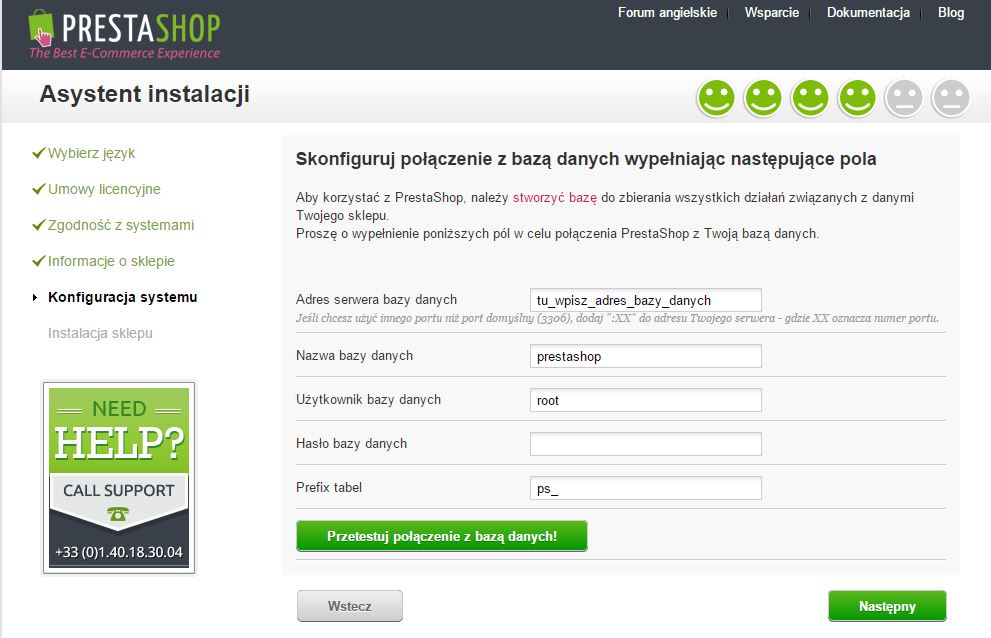 PRESTASHOP
The Best E-Commerce Experience
Forum angielskie
Wsparcie
Dokumentacja
Blog
Asystent instalacji
Wybierz język
Umowy licencyjne
Zgodność z systemami
Informacje o sklepie
Konfiguracja systemu
Instalacja sklepu
NEED
HELP?
CALL SUPPORT
+33 (0)1.40.18.30.04
Skonfiguruj połączenie z bazą danych wypełniając następujące pola
Aby korzystać z PrestaShop, należy stworzyć bazę do zbierania wszystkich działań związanych z danymi
Twojego sklepu.
Proszę o wypełnienie poniższych pól w celu połączenia PrestaShop z Twoją bazą danych.
Adres serwera bazy danych
tu_wpisz_adres_bazy_danych
Jeśli chcesz użyć innego portu niż port domyślny (3306), dodaj ":XX" do adresu Twojego serwera - gdzie XX oznacza numer portu.
Nazwa bazy danych
prestashop
Użytkownik bazy danych
root
Hasło bazy danych
Prefix tabel
ps_
Przetestuj połączenie z bazą danych!
Wstecz
Następny